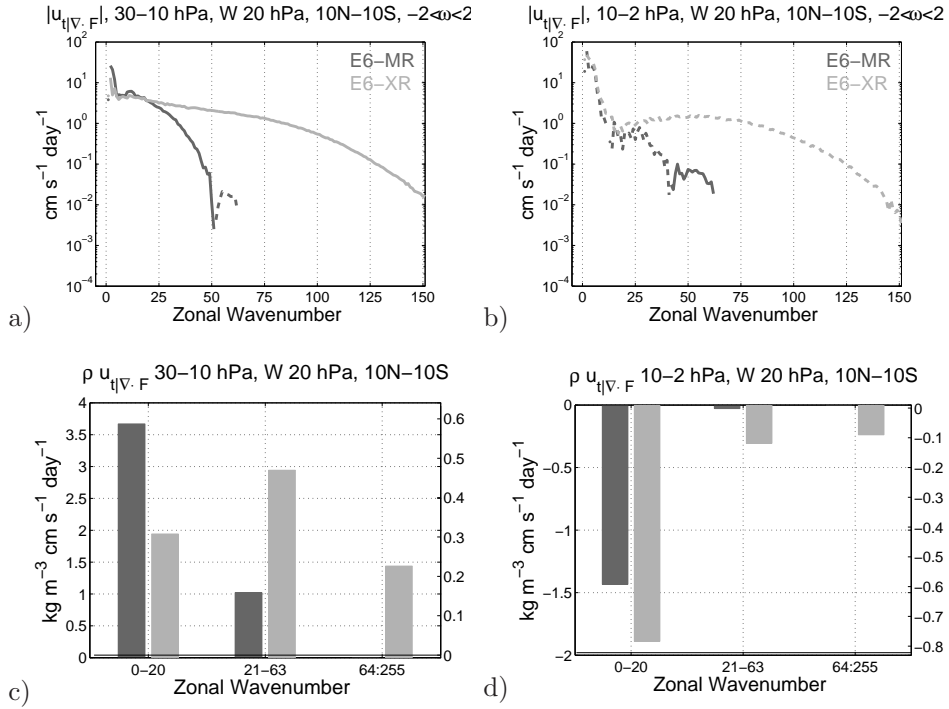 |u_{t|∇· F}|, 30−10 hPa, W 20 hPa, 10N−10S, −2<ω<2
10^2
10^1
10^0
10^{−1}
10^{−2}
10^{−3}
10^{−4}
cm s^{−1} day^{−1}
E6−MR
E6−XR
0 25 50 75 100 125 150
Zonal Wavenumber
a)
|u_{t|∇· F}|, 10−2 hPa, W 20 hPa, 10N−10S, −2<ω<2
10^2
10^1
10^0
10^{−1}
10^{−2}
10^{−3}
10^{−4}
cm s^{−1} day^{−1}
E6−MR
E6−XR
0 25 50 75 100 125 150
Zonal Wavenumber
b)
ρ u_{t|∇· F} 30−10 hPa, W 20 hPa, 10N−10S
4
3.5
3
2.5
2
1.5
1
0.5
0
kg m^{−3} cm s^{−1} day^{−1}
0.6
0.5
0.4
0.3
0.2
0.1
0
0−20 21−63 64:255
Zonal Wavenumber
c)
ρ u_{t|∇· F} 10−2 hPa, W 20 hPa, 10N−10S
0
−0.5
−1
−1.5
−2
kg m^{−3} cm s^{−1} day^{−1}
0
−0.1
−0.2
−0.3
−0.4
−0.5
−0.6
−0.7
−0.8
0−20 21−63 64:255
Zonal Wavenumber
d)